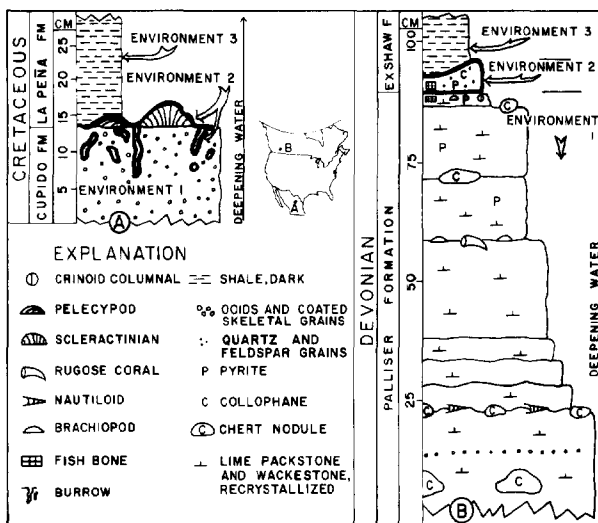 CRETACEOUS
CUPIDO FM
LA PEÑA FM
CM
25
20
15
10
5
ENVIRONMENT 3
ENVIRONMENT 2
ENVIRONMENT 1
A
DEEPENING WATER
B
A
EXPLANATION
CRINOID COLUMNAL
PELECYPOD
SCLERACTINIAN
RUGOSE CORAL
NAUTILOID
BRACHIOPOD
FISH BONE
BURROW
SHALE, DARK
OOIDS AND COATED
SKELETAL GRAINS
QUARTZ AND
FELDSPAR GRAINS
P PYRITE
C COLLOPHANE
C CHERT NODULE
LIME PACKSTONE
AND WACKESTONE,
RECRYSTALLIZED
DEVONIAN
PALLISER FORMATION
EXSHAW F
CM
100
75
50
25
ENVIRONMENT 3
ENVIRONMENT 2
C
P
P
C
ENVIRONMENT
I
P
C
P
C
C
C
C
C
C
B
DEEPENING WATER